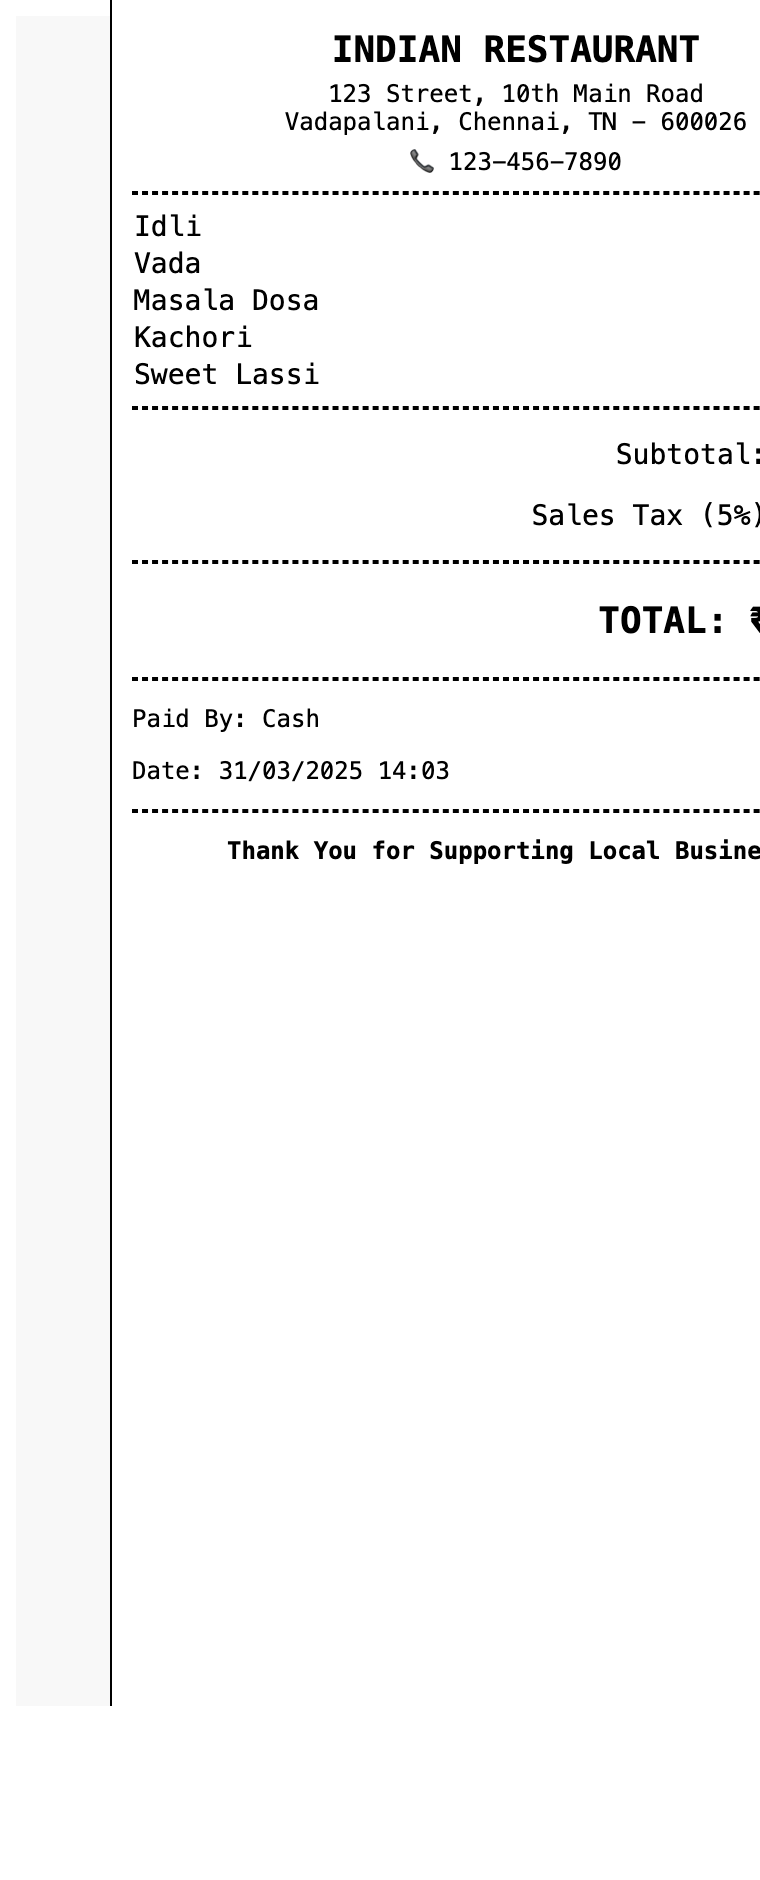 INDIAN RESTAURANT
123 Street, 10th Main Road
Vadapalani, Chennai, TN – 600026
📞 123–456–7890
Idli
Vada
Masala Dosa
Kachori
Sweet Lassi
Subtotal:
Sales Tax (5%)
TOTAL: ₹
Paid By: Cash
Date: 31/03/2025 14:03
Thank You for Supporting Local Busine